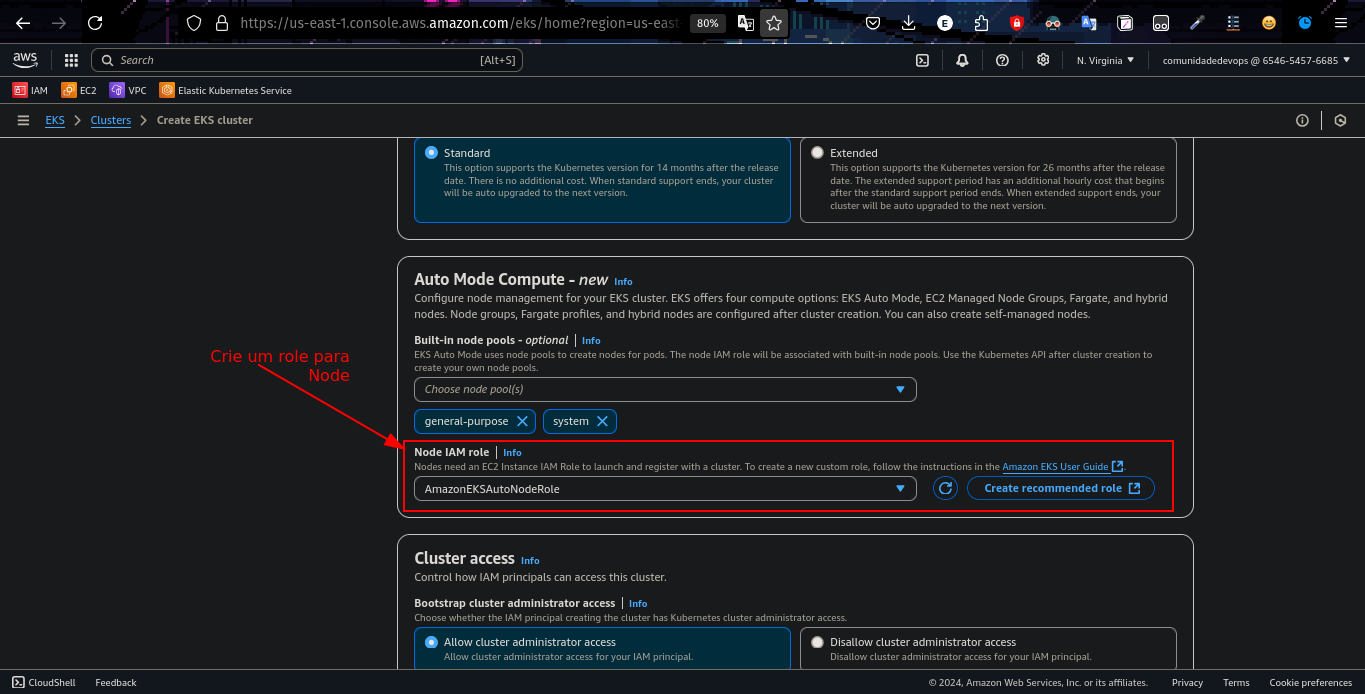 https://us-east-1.console.aws.amazon.com/eks/home?region=us-east
80%
aws
Search
[Alt+S]
N. Virginia
comunidadedevops @ 6546-5457-6685
IAM
EC2
VPC
Elastic Kubernetes Service
EKS
Clusters
Create EKS cluster
Standard
This option supports the Kubernetes version for 14 months after the release
date. There is no additional cost. When standard support ends, your cluster
will be auto upgraded to the next version.
Extended
This option supports the Kubernetes version for 26 months after the release
date. The extended support period has an additional hourly cost that begins
after the standard support period ends. When extended support ends, your
cluster will be auto upgraded to the next version.
Auto Mode Compute - new Info
Configure node management for your EKS cluster. EKS offers four compute options: EKS Auto Mode, EC2 Managed Node Groups, Fargate, and hybrid
nodes. Node groups, Fargate profiles, and hybrid nodes are configured after cluster creation. You can also create self-managed nodes.
Built-in node pools - optional | Info
EKS Auto Mode uses node pools to create nodes for pods. The node IAM role will be associated with built-in node pools. Use the Kubernetes API after cluster creation to
create your own node pools.
Choose node pool(s)
general-purpose
system
Crie um role para
Node
Node IAM role | Info
Nodes need an EC2 Instance IAM Role to launch and register with a cluster. To create a new custom role, follow the instructions in the Amazon EKS User Guide.
AmazonEKSAutoNodeRole
Create recommended role
Cluster access Info
Control how IAM principals can access this cluster.
Bootstrap cluster administrator access | Info
Choose whether the IAM principal creating the cluster has Kubernetes cluster administrator access.
Allow cluster administrator access
Allow cluster administrator access for your IAM principal.
Disallow cluster administrator access
Disallow cluster administrator access for your IAM principal.
CloudShell
Feedback
© 2024, Amazon Web Services, Inc. or its affiliates.
Privacy
Terms
Cookie preferences